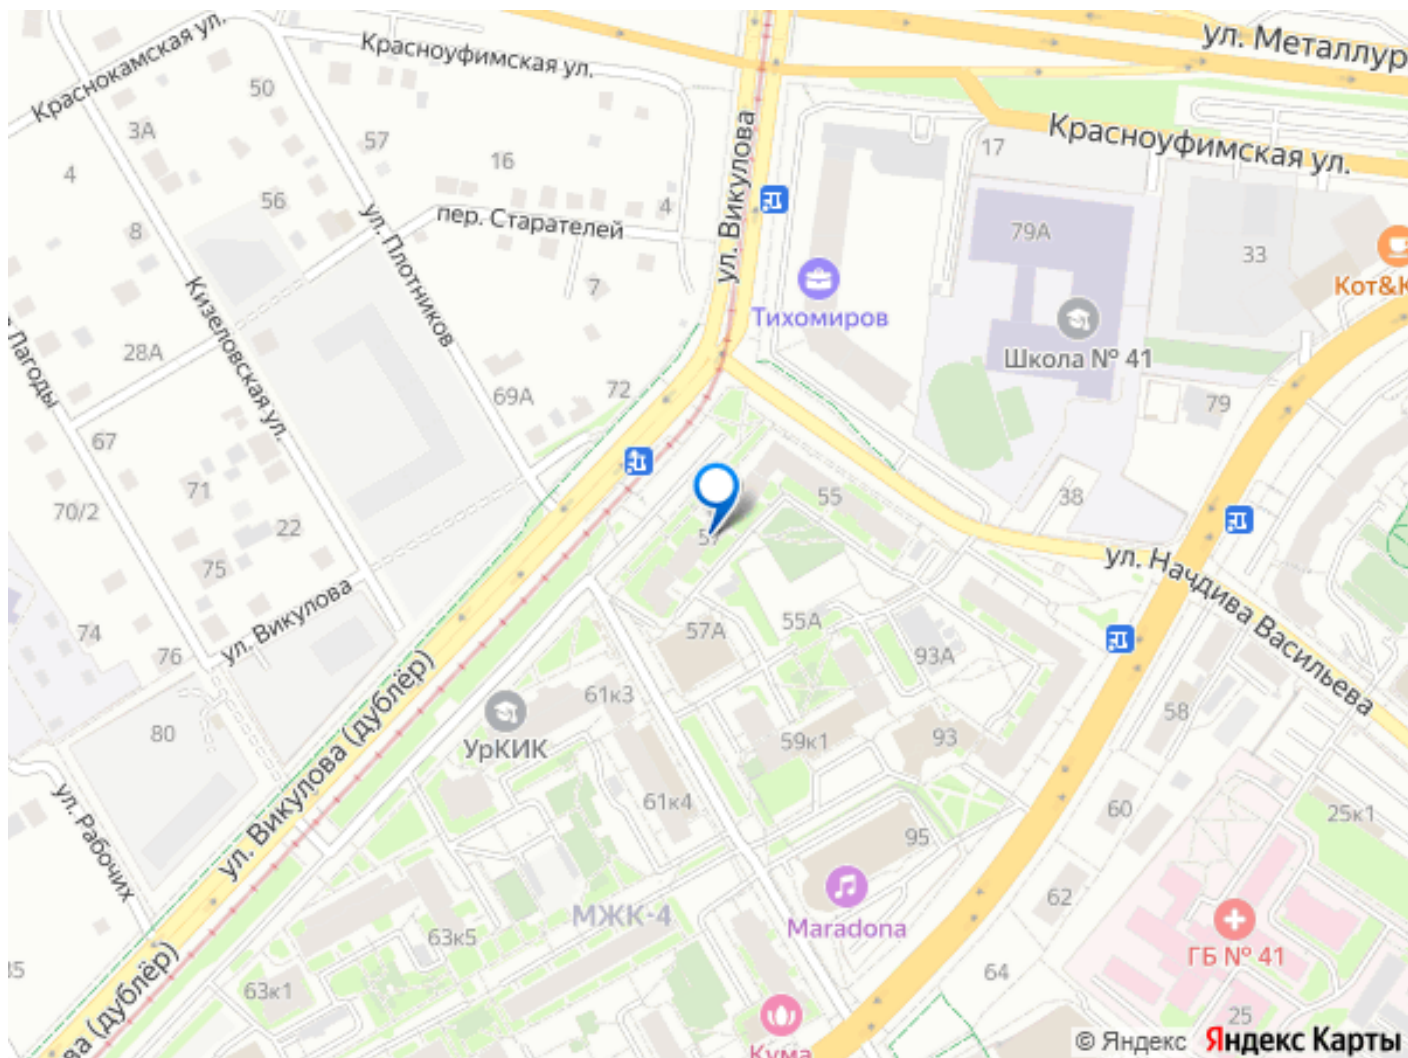 Краснокамская ул.
Красноуфимская ул.
ул. Металлур
50
3А
57
16
4
56
8
4
пер. Старателей
ул. Викулова
17
Красноуфимская ул.
79А
33
Кот&К
7
ул. Плотников
Кизеловская ул.
Пагоды
28А
Тихомиров
Школа № 41
69А
72
79
67
71
70/2
22
55
38
75
ул. Начдива Васильева
ул. Викулова
74
76
57А
55А
93А
61к3
УрКИК
80
59к1
93
58
ул. Викулова (дублёр)
ул. Рабочих
61к4
60
25к1
95
62
МЖК-4
Maradona
63к5
ГБ № 41
64
63к1
25
Кума
ва (дублёр)
© Яндекс Яндекс Карты